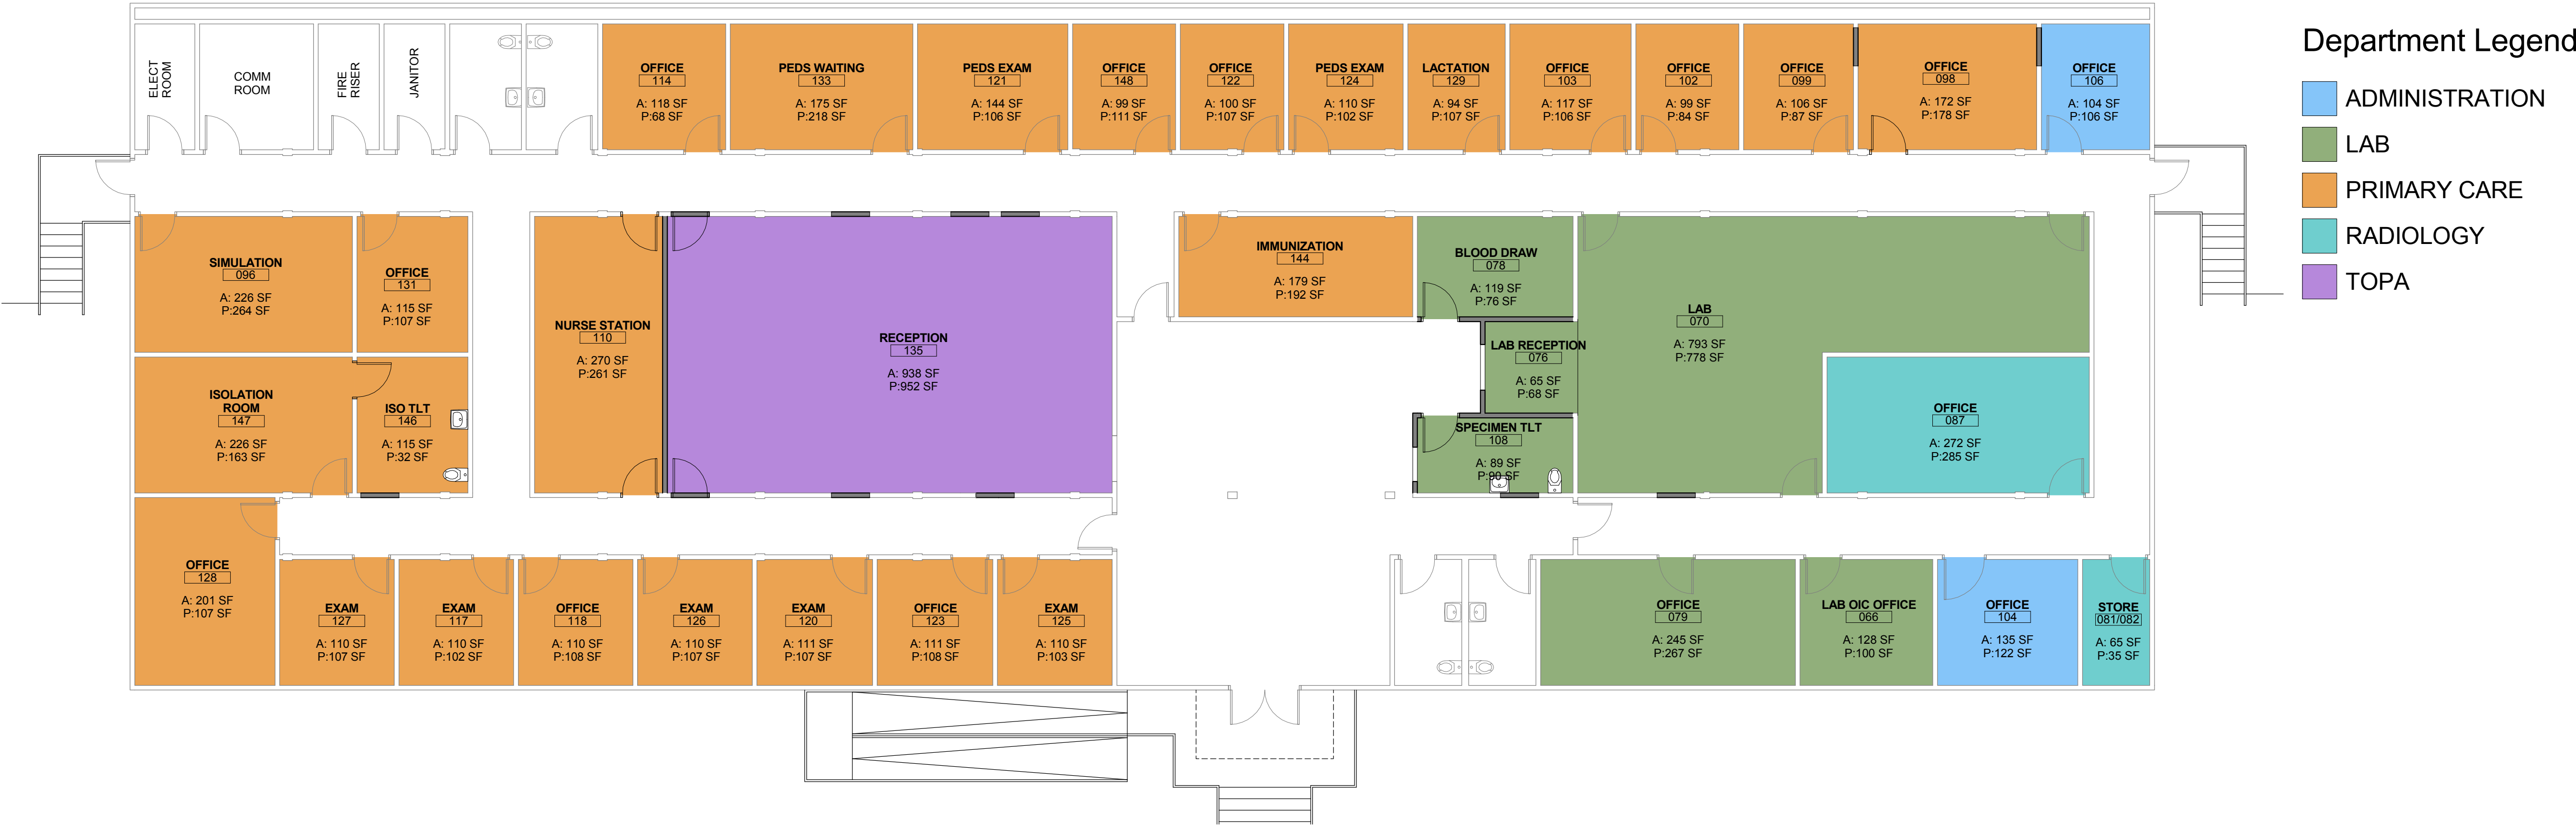 ELECT
ROOM
COMM
ROOM
FIRE
RISER
JANITOR
OFFICE
114
A: 118 SF
P:68 SF
PEDS WAITING
133
A: 175 SF
P:218 SF
PEDS EXAM
121
A: 144 SF
P:106 SF
OFFICE
148
A: 99 SF
P:111 SF
OFFICE
122
A: 100 SF
P:107 SF
PEDS EXAM
124
A: 110 SF
P:102 SF
LACTATION
129
A: 94 SF
P:107 SF
OFFICE
103
A: 117 SF
P:106 SF
OFFICE
102
A: 99 SF
P:84 SF
OFFICE
099
A: 106 SF
P:87 SF
OFFICE
098
A: 172 SF
P:178 SF
OFFICE
106
A: 104 SF
P:106 SF
Department Legend
ADMINISTRATION
LAB
PRIMARY CARE
RADIOLOGY
TOPA
SIMULATION
096
A: 226 SF
P:264 SF
OFFICE
131
A: 115 SF
P:107 SF
NURSE STATION
110
A: 270 SF
P:261 SF
RECEPTION
135
A: 938 SF
P:952 SF
IMMUNIZATION
144
A: 179 SF
P:192 SF
BLOOD DRAW
078
A: 119 SF
P:76 SF
LAB RECEPTION
076
A: 65 SF
P:68 SF
LAB
070
A: 793 SF
P:778 SF
ISOLATION
ROOM
147
A: 226 SF
P:163 SF
ISO TLT
146
A: 115 SF
P:32 SF
SPECIMEN TLT
108
A: 89 SF
P:90 SF
OFFICE
087
A: 272 SF
P:285 SF
OFFICE
128
A: 201 SF
P:107 SF
EXAM
127
A: 110 SF
P:107 SF
EXAM
117
A: 110 SF
P:102 SF
OFFICE
118
A: 110 SF
P:108 SF
EXAM
126
A: 110 SF
P:107 SF
EXAM
120
A: 111 SF
P:107 SF
OFFICE
123
A: 111 SF
P:108 SF
EXAM
125
A: 110 SF
P:103 SF
OFFICE
079
A: 245 SF
P:267 SF
LAB OIC OFFICE
066
A: 128 SF
P:100 SF
OFFICE
104
A: 135 SF
P:122 SF
STORE
081/082
A: 65 SF
P:35 SF